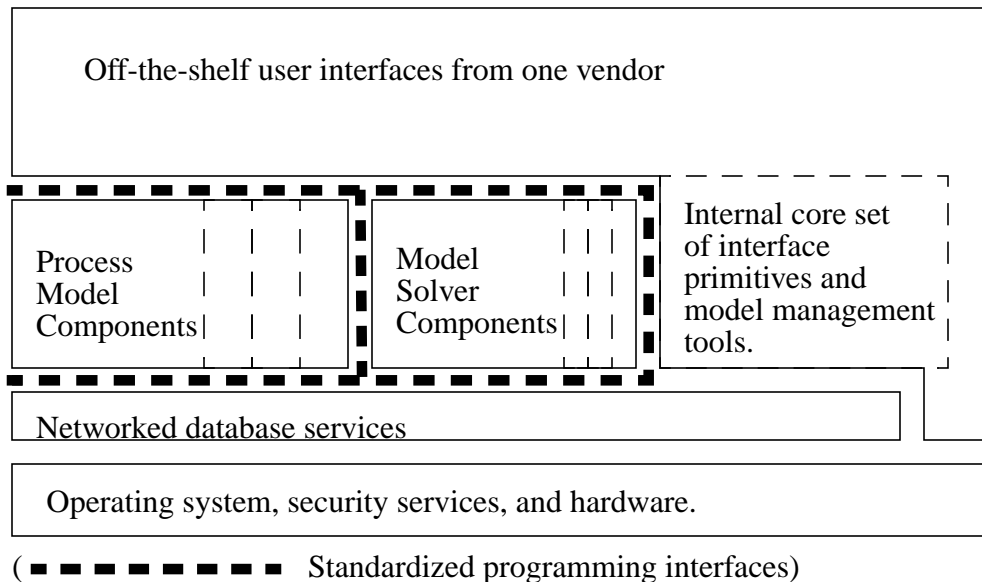 Off-the-shelf user interfaces from one vendor
Process
Model
Components
Model
Solver
Components
Internal core set
of interface
primitives and
model management
tools.
Networked database services
Operating system, security services, and hardware.
( Standardized programming interfaces)